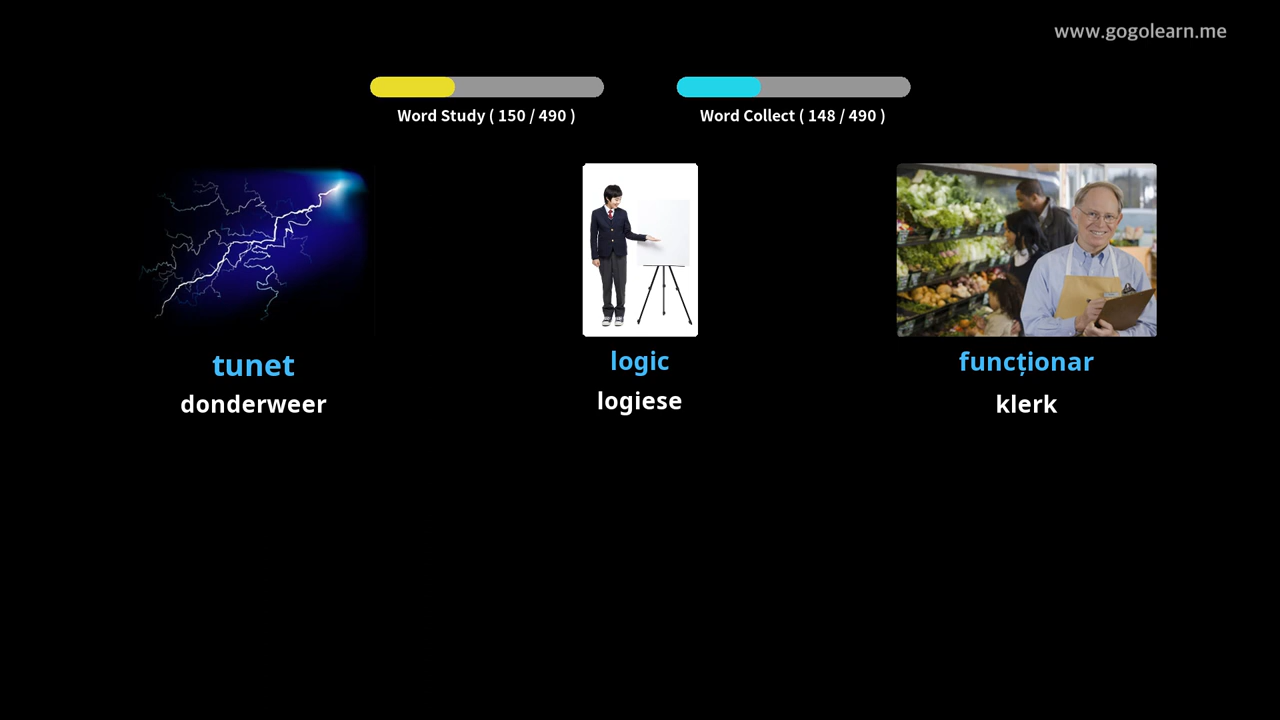 www.gogolearn.me
Word Study ( 150 / 490 )
Word Collect ( 148 / 490 )
tunet
logic
funcționar
donderweer
logiese
klerk